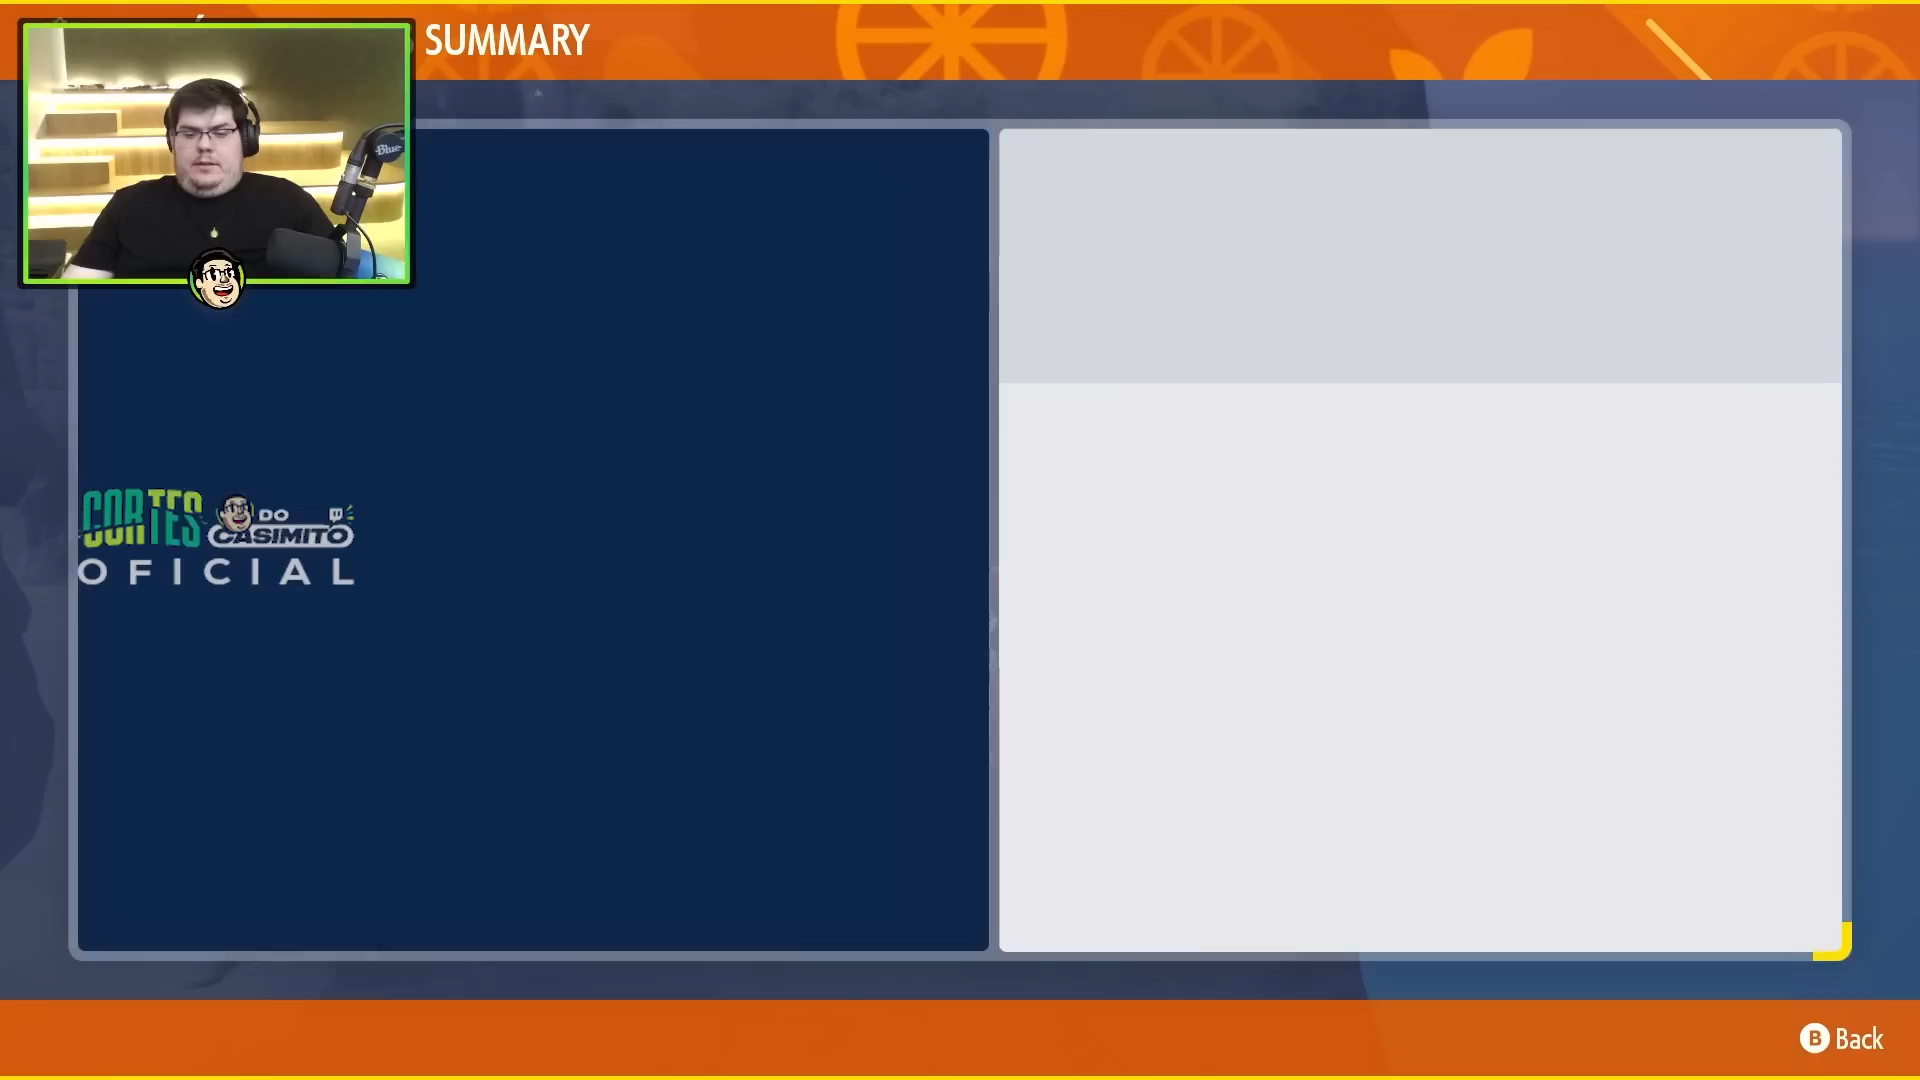 SUMMARY
Blue
CORTES DO
CASIMITO
OFICIAL
B Back